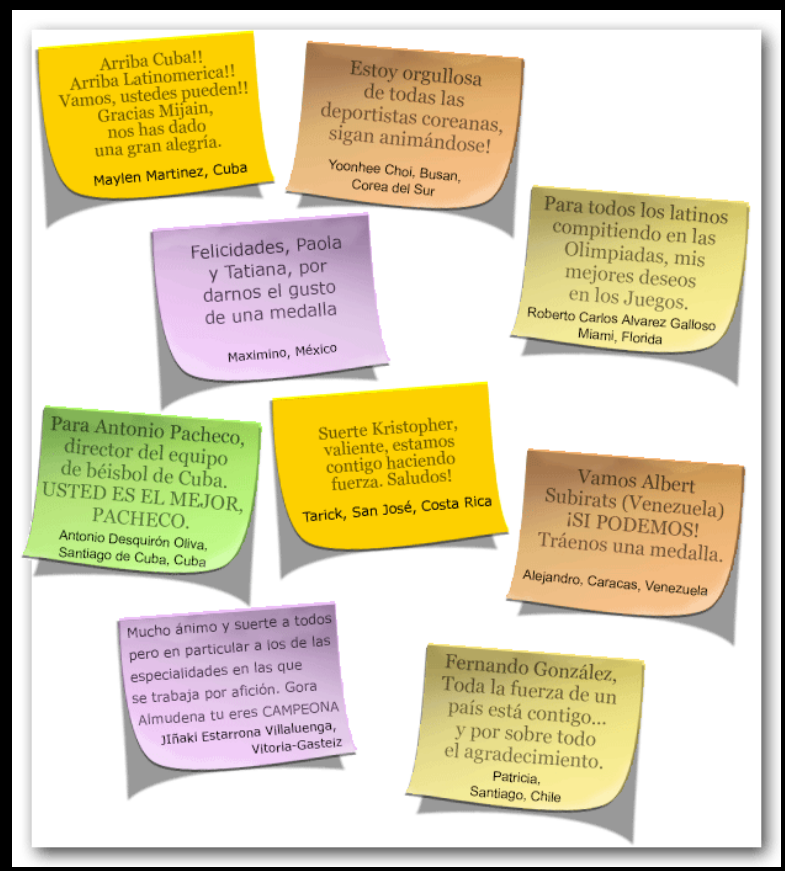 Arriba Cuba!!
Arriba Latinomerica!!
Vamos, ustedes pueden!!
Gracias Mijain,
nos has dado
una gran alegría.
Maylen Martinez, Cuba
Estoy orgullosa
de todas las
deportistas coreanas,
sigan animándose!
Yoonhee Choi, Busan,
Corea del Sur
Para todos los latinos
compitiendo en las
Olimpiadas, mis
mejores deseos
en los Juegos.
Roberto Carlos Alvarez Galloso
Miami, Florida
Felicidades, Paola
y Tatiana, por
darnos el gusto
de una medalla
Maximino, México
Para Antonio Pacheco,
director del equipo
de béisbol de Cuba.
USTED ES EL MEJOR,
PACHECO.
Antonio Desquirón Oliva,
Santiago de Cuba, Cuba
Suerte Kristopher,
valiente, estamos
contigo haciendo
fuerza. Saludos!
Tarick, San José, Costa Rica
Vamos Albert
Subirats (Venezuela)
¡SI PODEMOS!
Tráenos una medalla.
Alejandro, Caracas, Venezuela
Mucho ánimo y suerte a todos
pero en particular a los de las
especialidades en las que
se trabaja por afición. Gora
Almudena tu eres CAMPEONA
JIñaki Estarrona Villaluenga,
Vitoria-Gasteiz
Fernando González,
Toda la fuerza de un
país está contigo...
y por sobre todo
el agradecimiento.
Patricia,
Santiago, Chile